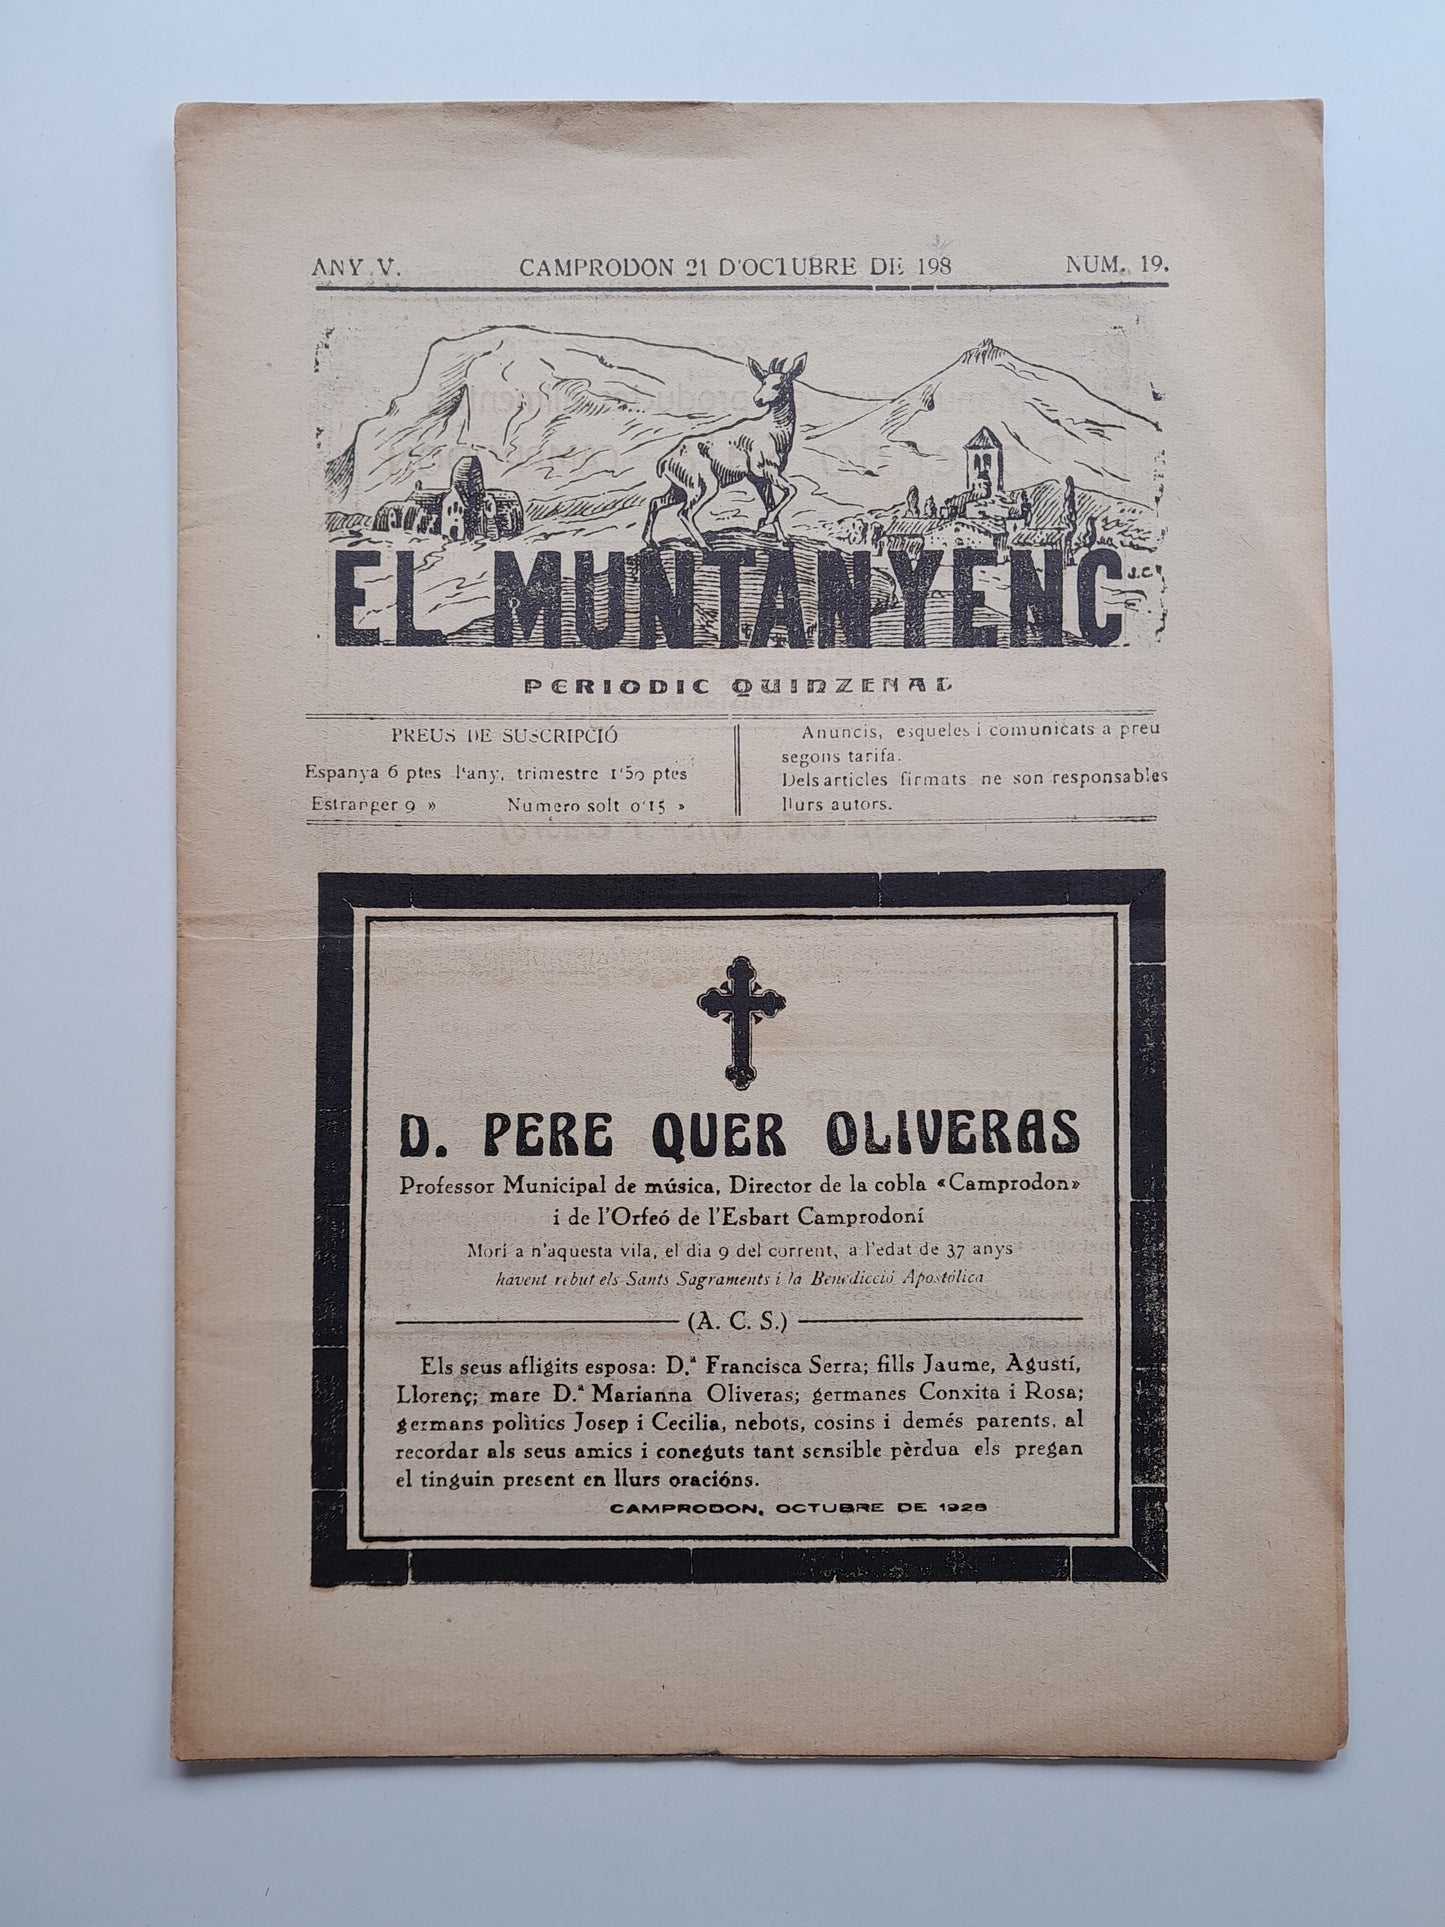 ANY V. CAMPRODON 21 D'OCTUBRE DE 198 NUM. 19.
J.C.
EL MUNTANYENC
PERIODIC QUINZENAL
PREUS DE SUSCRIPCIÓ
Espanya 6 ptes l'any, trimestre 1'50 ptes
Estranger 9 » Numero solt 0'15 »
Anuncis, esqueles i comunicats a preu
segons tarifa.
Dels articles firmats ne son responsables
llurs autors.
D. PERE QUER OLIVERAS
Professor Municipal de música, Director de la cobla «Camprodon»
i de l'Orfeó de l'Esbart Camprodoní
Morí a n'aquesta vila, el dia 9 del corrent, a l'edat de 37 anys
havent rebut els Sants Sagraments i la Benedicció Apostólica
(A. C. S.)
Els seus afligits esposa: D.ª Francisca Serra; fills Jaume, Agustí,
Llorenç; mare D.ª Marianna Oliveras; germanes Conxita i Rosa;
germans polìtics Josep i Cecilia, nebots, cosins i demés parents, al
recordar als seus amics i coneguts tant sensible pèrdua els pregan
el tinguin present en llurs oracións.
CAMPRODON, OCTUBRE DE 1928